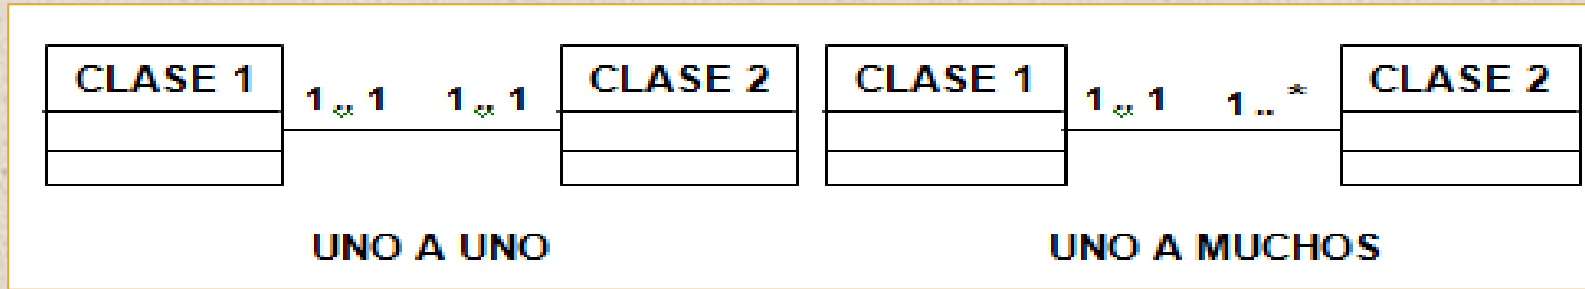 CLASE 1 1..1 1..1 CLASE 2 CLASE 1 1..1 1..* CLASE 2
UNO A UNO UNO A MUCHOS